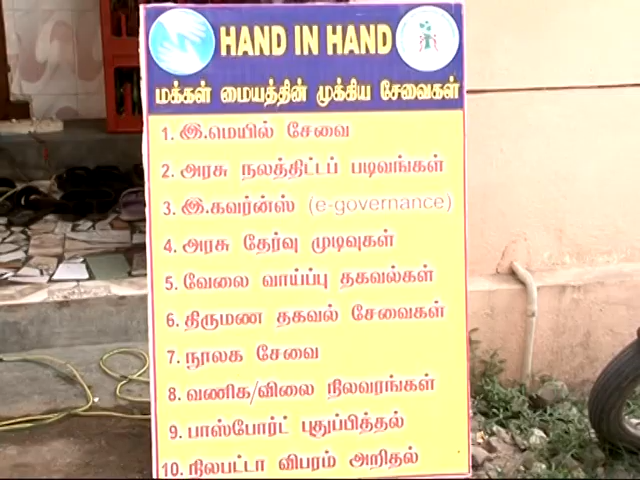 HAND IN HAND
மக்கள் மையத்தின் முக்கிய சேவைகள்
1. இ.மெயில் சேவை
2. அரசு நலத்திட்டப் படிவங்கள்
3. இ.கவர்ன்ஸ் (e-governance)
4. அரசு தேர்வு முடிவுகள்
5. வேலை வாய்ப்பு தகவல்கள்
6. திருமண தகவல் சேவைகள்
7. நூலக சேவை
8. வணிக/விலை நிலவரங்கள்
9. பாஸ்போர்ட் புதுப்பித்தல்
10. நிலபட்டா விபரம் அறிதல்